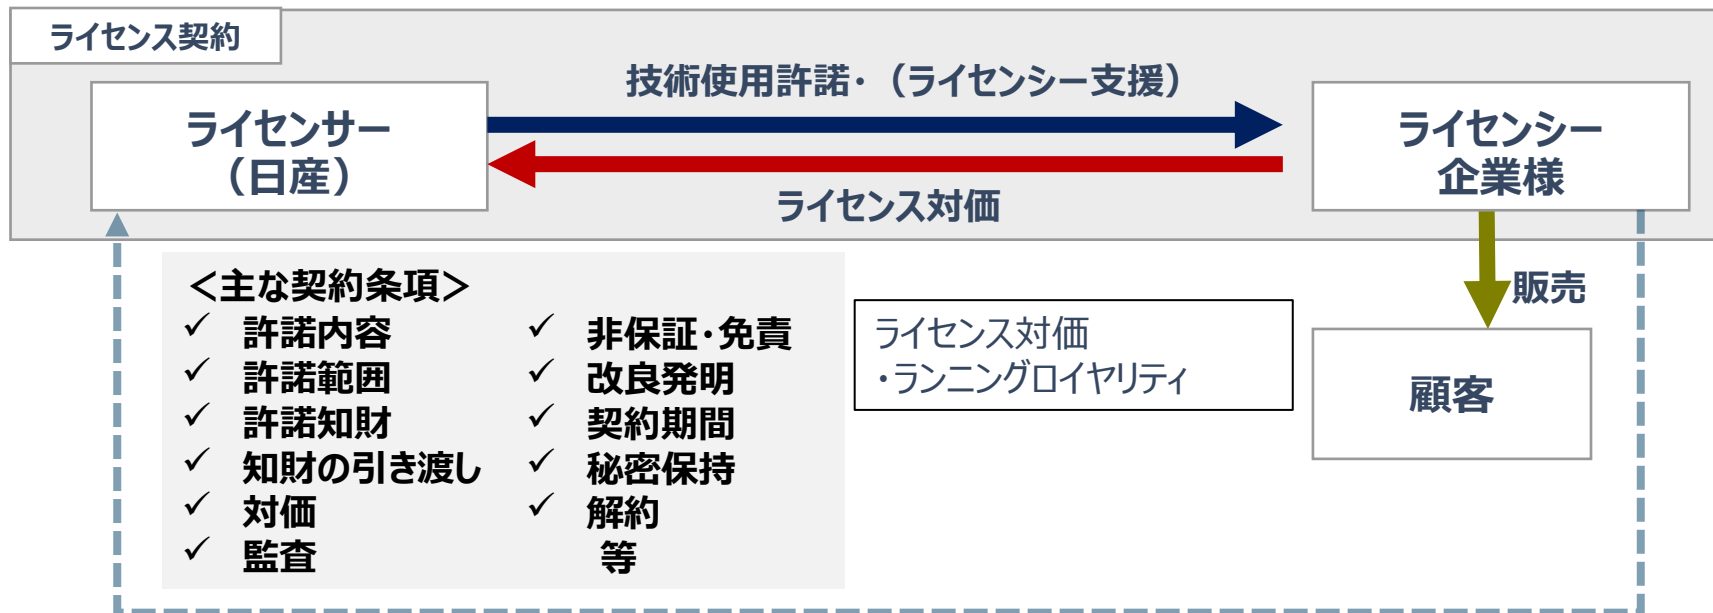 ライセンス契約
技術使用許諾・（ライセンシー支援）
ライセンサー
（日産）
ライセンシー
企業様
ライセンス対価
＜主な契約条項＞
✓ 許諾内容
✓ 許諾範囲
✓ 許諾知財
✓ 知財の引き渡し
✓ 対価
✓ 監査
✓ 非保証・免責
✓ 改良発明
✓ 契約期間
✓ 秘密保持
✓ 解約
等
ライセンス対価
・ランニングロイヤリティ
販売
顧客